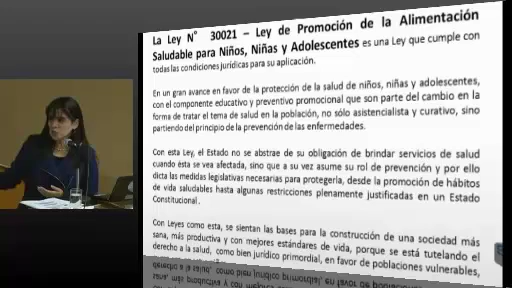 La Ley N° 30021 – Ley de Promoción de la Alimentación
Saludable para Niños, Niñas y Adolescentes es una Ley que cumple con
todas las condiciones jurídicas para su aplicación.
En un gran avance en favor de la protección de la salud de niños, niñas y adolescentes,
con el componente educativo y preventivo promocional que son parte del cambio en la
forma de tratar el tema de salud en la población, no sólo asistencialista y curativo, sino
partiendo del principio de la prevención de las enfermedades.
Con esta Ley, el Estado no se abstrae de su obligación de brindar servicios de salud
cuando ésta se vea afectada, sino que a su vez asume su rol de prevención y por ello
dicta las medidas legislativas necesarias para protegerla, desde la promoción de hábitos
de vida saludables hasta algunas restricciones plenamente justificadas en un Estado
Constitucional.
Con Leyes como esta, se sientan las bases para la construcción de una sociedad más
sana, más productiva y con mejores estándares de vida, porque se está tutelando el
derecho a la salud, como bien jurídico primordial, en favor de poblaciones vulnerables,